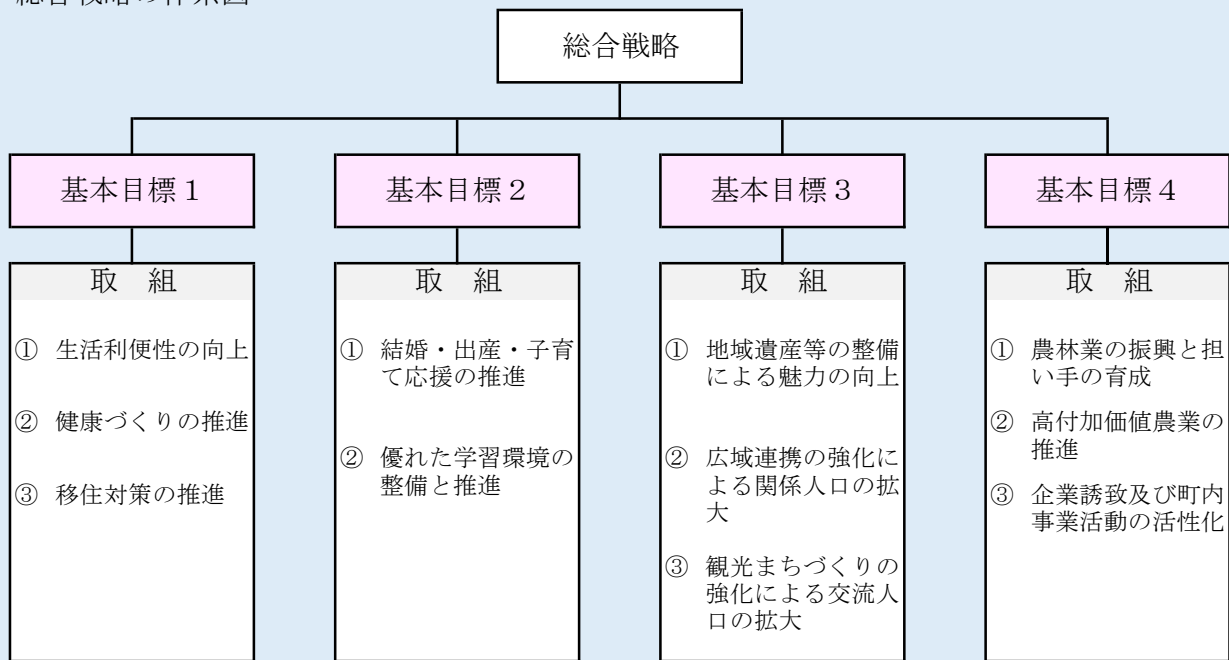 総合戦略の体系図
総合戦略
基本目標１
基本目標２
基本目標３
基本目標４
取　組
① 生活利便性の向上
② 健康づくりの推進
③ 移住対策の推進
取　組
① 結婚・出産・子育
て応援の推進
② 優れた学習環境の
整備と推進
取　組
① 地域遺産等の整備
による魅力の向上
② 広域連携の強化に
よる関係人口の拡
大
③ 観光まちづくりの
強化による交流人
口の拡大
取　組
① 農林業の振興と担
い手の育成
② 高付加価値農業の
推進
③ 企業誘致及び町内
事業活動の活性化